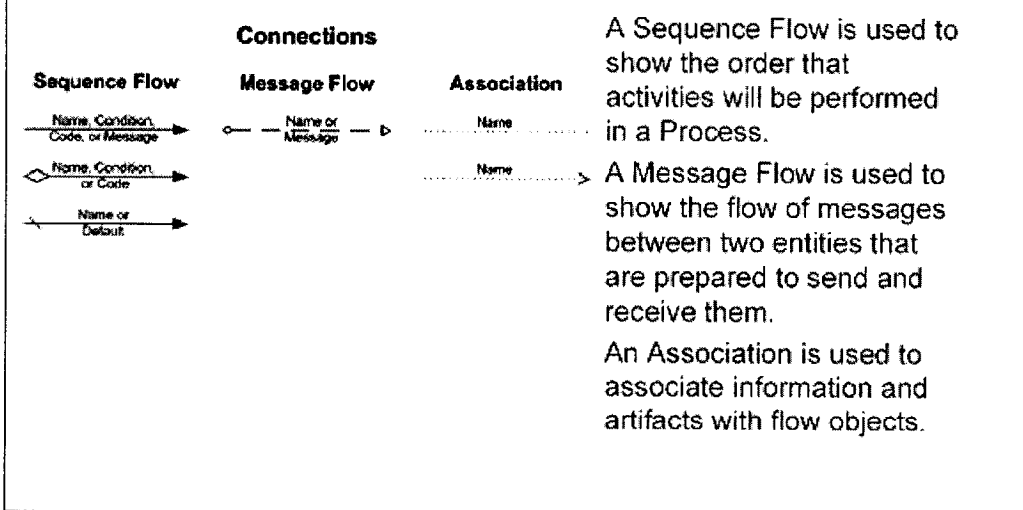 Connections
Sequence Flow
Message Flow
Association
Name, Condition,
Code, or Message
Name or
Message
Name
Name, Condition,
or Code
Name
Name or
Default
A Sequence Flow is used to
show the order that
activities will be performed
in a Process.
A Message Flow is used to
show the flow of messages
between two entities that
are prepared to send and
receive them.
An Association is used to
associate information and
artifacts with flow objects.